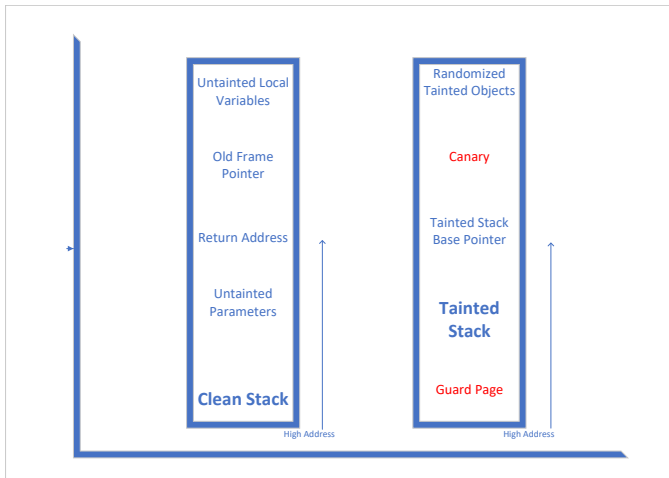 Untainted Local
Variables
Old Frame
Pointer
Return Address
Untainted
Parameters
Clean Stack
High Address
Randomized
Tainted Objects
Canary
Tainted Stack
Base Pointer
Tainted
Stack
Guard Page
High Address